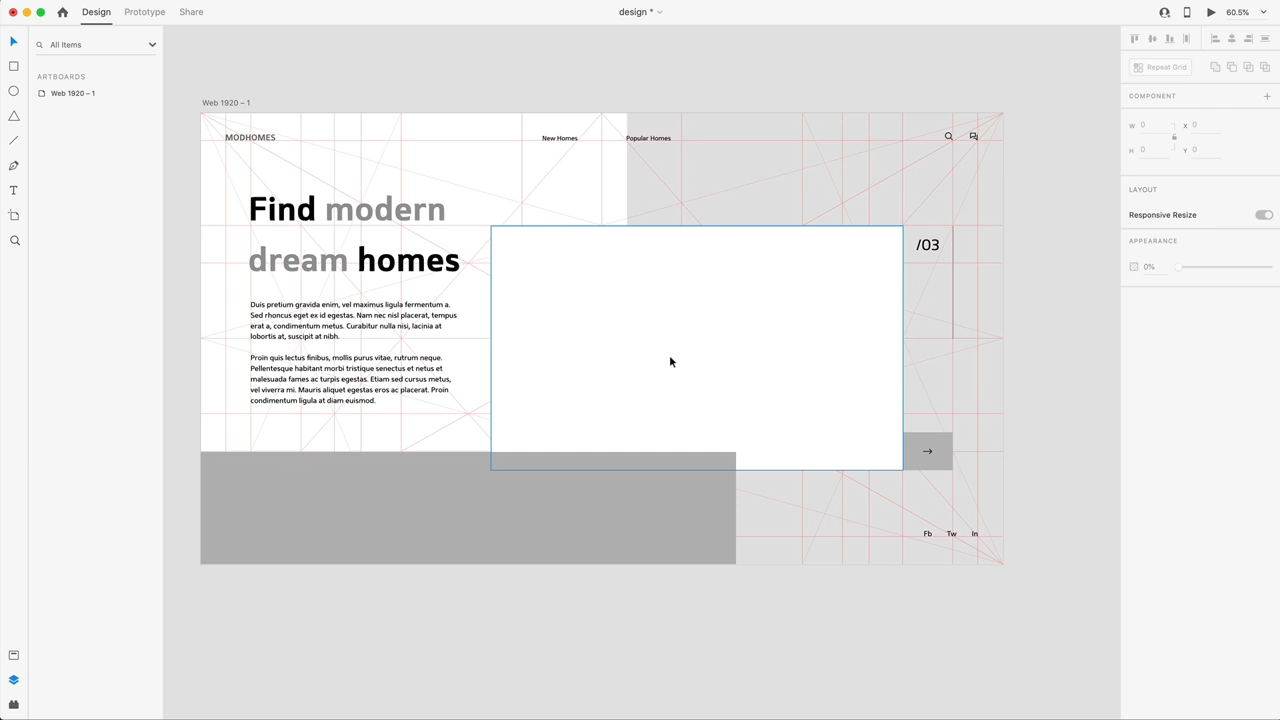 Design
Prototype
Share
design *
60.5%
All Items
ARTBOARDS
Web 1920 – 1
Web 1920 – 1
MODHOMES
New Homes
Popular Homes
Find modern
dream homes
Duis pretium gravida enim, vel maximus ligula fermentum a.
Sed rhoncus eget ex id egestas. Nam nec nisl placerat, tempus
erat a, condimentum metus. Curabitur nulla nisi, lacinia at
lobortis at, suscipit at nibh.
Proin quis lectus finibus, mollis purus vitae, rutrum neque.
Pellentesque habitant morbi tristique senectus et netus et
malesuada fames ac turpis egestas. Etiam sed cursus metus,
vel viverra mi. Mauris aliquet egestas eros ac placerat. Proin
condimentum ligula at diam euismod.
/03
→
Fb
Tw
In
Repeat Grid
COMPONENT
W 0
X 0
H 0
Y 0
LAYOUT
Responsive Resize
APPEARANCE
0%